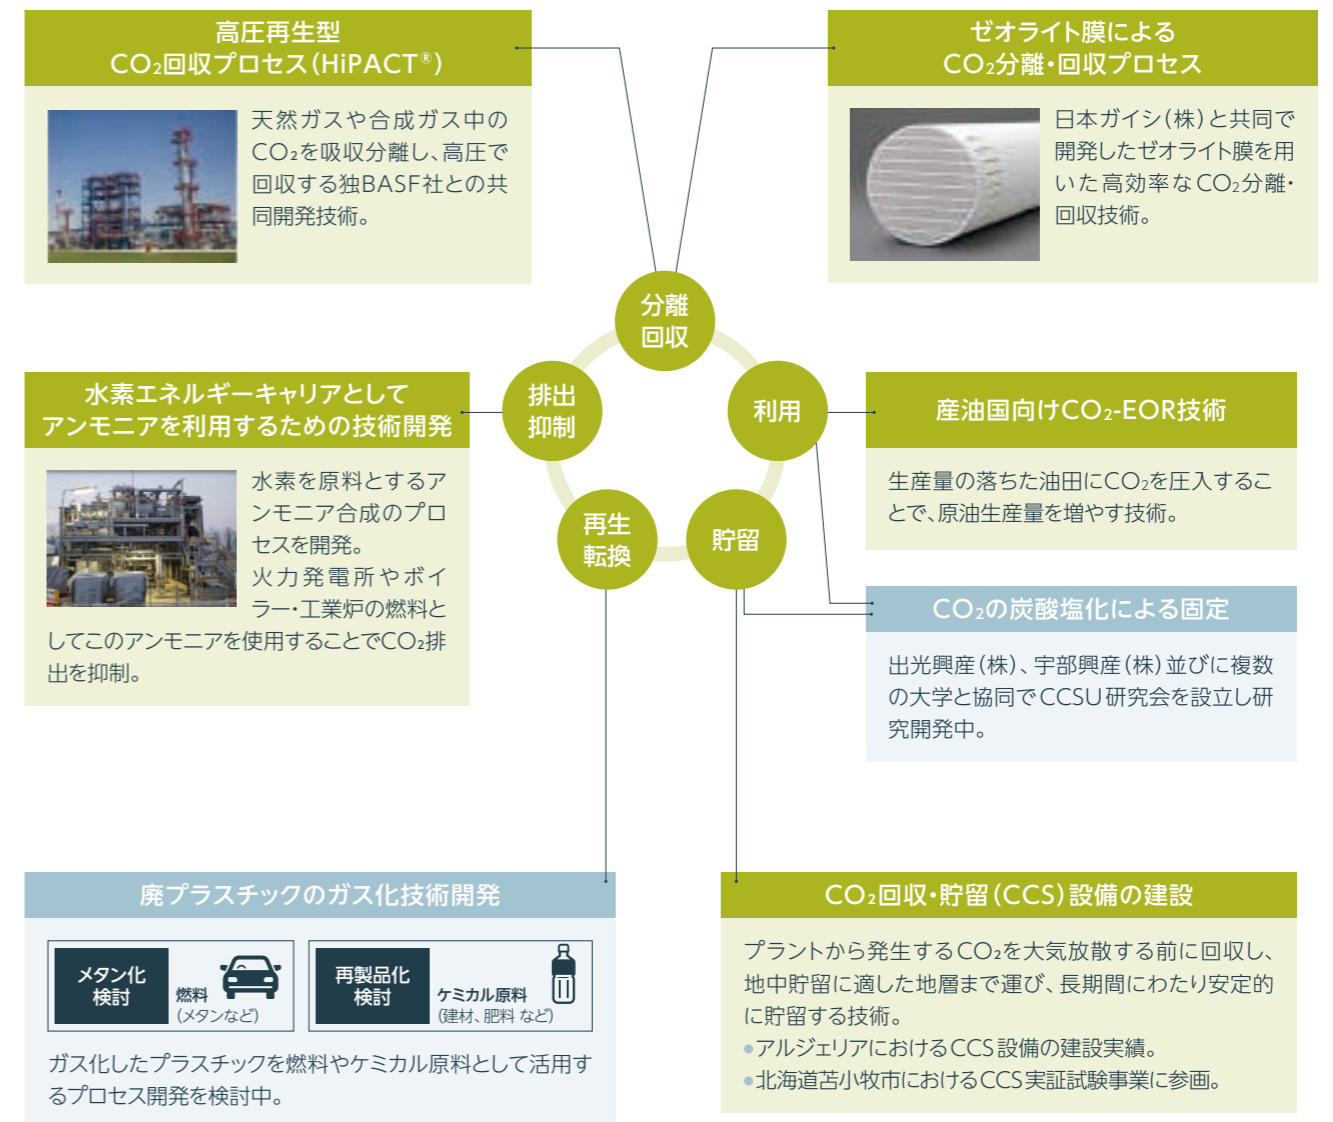 高圧再生型
CO₂回収プロセス（HiPACT®）
天然ガスや合成ガス中の
CO₂を吸収分離し、高圧で
回収する独BASF社との共
同開発技術。
ゼオライト膜による
CO₂分離・回収プロセス
日本ガイシ（株）と共同で
開発したゼオライト膜を用
いた高効率なCO₂分離・
回収技術。
分離
回収
排出
抑制
利用
再生
転換
貯留
水素エネルギーキャリアとして
アンモニアを利用するための技術開発
水素を原料とするア
ンモニア合成のプロ
セスを開発。
火力発電所やボイ
ラー・工業炉の燃料と
してこのアンモニアを使用することでCO₂排
出を抑制。
産油国向けCO₂-EOR技術
生産量の落ちた油田にCO₂を圧入するこ
とで、原油生産量を増やす技術。
CO₂の炭酸塩化による固定
出光興産（株）、宇部興産（株）並びに複数
の大学と協同でCCSU研究会を設立し研
究開発中。
廃プラスチックのガス化技術開発
メタン化
検討
燃料
（メタンなど）
再製品化
検討
ケミカル原料
（建材、肥料 など）
ガス化したプラスチックを燃料やケミカル原料として活用す
るプロセス開発を検討中。
CO₂回収・貯留（CCS）設備の建設
プラントから発生するCO₂を大気放散する前に回収し、
地中貯留に適した地層まで運び、長期間にわたり安定的
に貯留する技術。
●アルジェリアにおけるCCS設備の建設実績。
●北海道苫小牧市におけるCCS実証試験事業に参画。